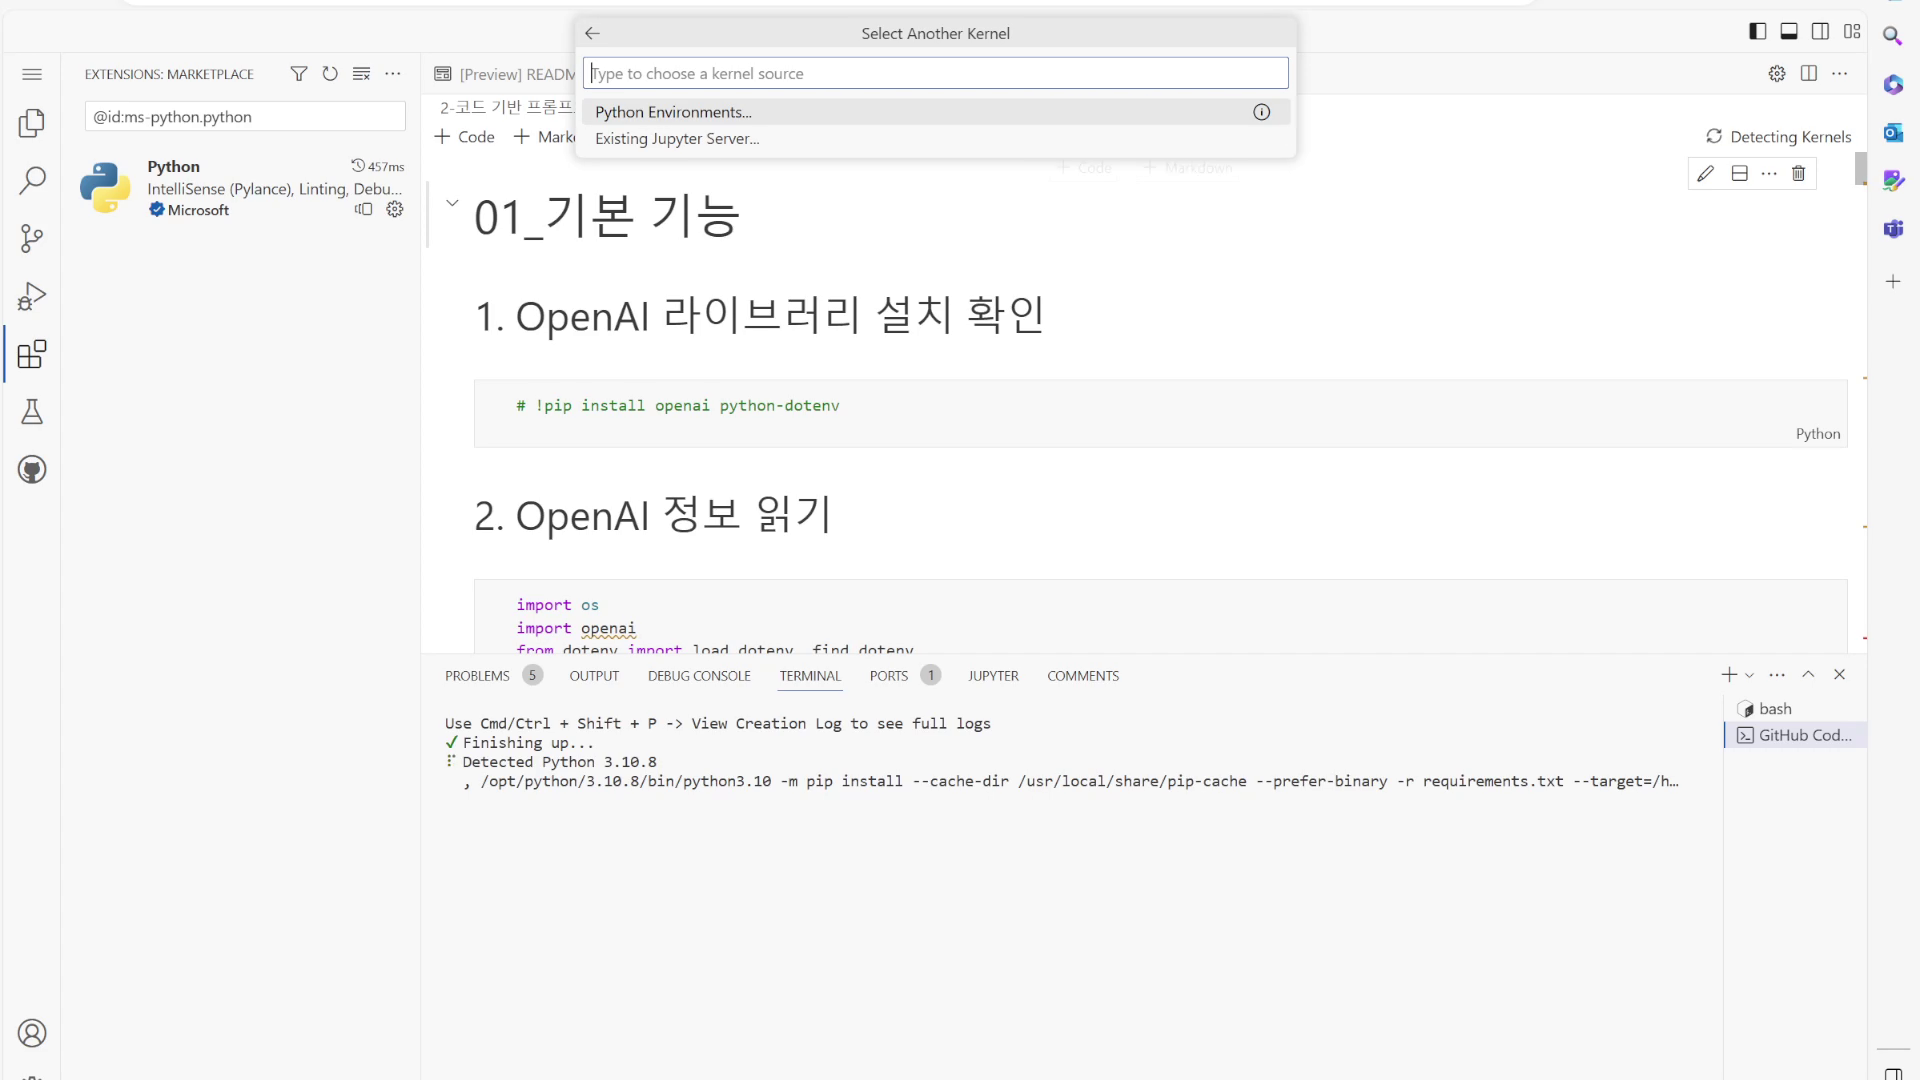 Select Another Kernel
Type to choose a kernel source
Python Environments...
Existing Jupyter Server...
EXTENSIONS: MARKETPLACE
@id:ms-python.python
Python
457ms
IntelliSense (Pylance), Linting, Debu...
Microsoft
[Preview] READM
2-코드 기반 프롬프
Code
Mark
Detecting Kernels
Code
Markdown
01_기본 기능
1. OpenAI 라이브러리 설치 확인
# !pip install openai python-dotenv
Python
2. OpenAI 정보 읽기
import os
import openai
from dotenv import load_dotenv, find_dotenv
PROBLEMS 5 OUTPUT DEBUG CONSOLE TERMINAL PORTS 1 JUPYTER COMMENTS
Use Cmd/Ctrl + Shift + P -> View Creation Log to see full logs
✓ Finishing up...
⠏ Detected Python 3.10.8
, /opt/python/3.10.8/bin/python3.10 -m pip install --cache-dir /usr/local/share/pip-cache --prefer-binary -r requirements.txt --target=/h…
bash
GitHub Cod...